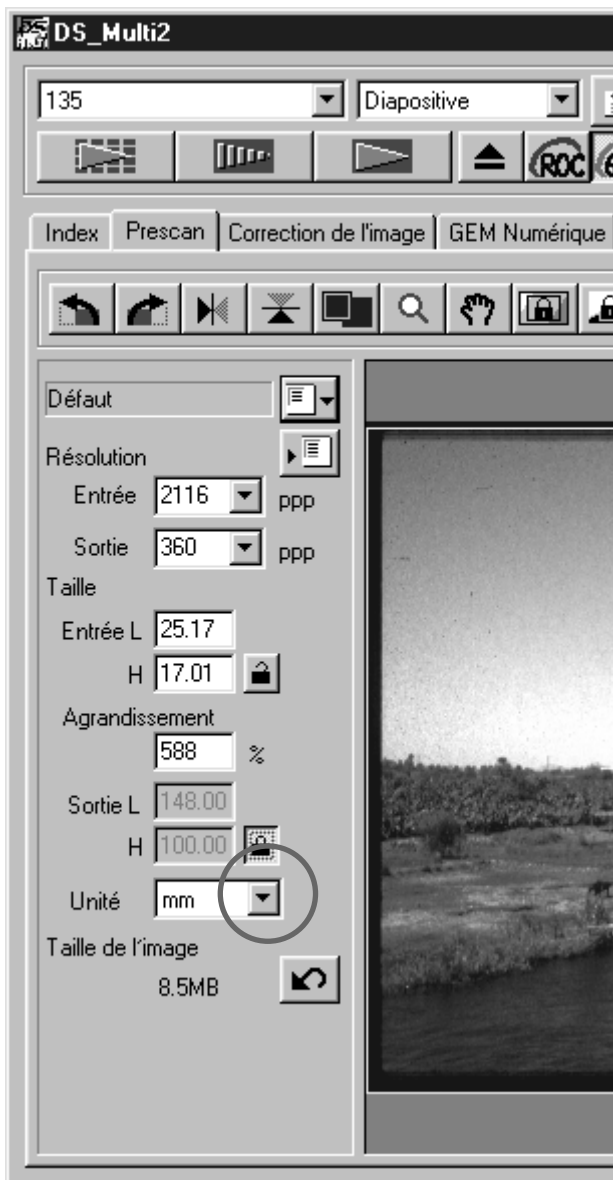 DS_Multi2
135 Diapositive
ROC
Index Prescan Correction de l'image GEM Numérique
Défaut
Résolution
Entrée 2116 ppp
Sortie 360 ppp
Taille
Entrée L 25.17
H 17.01
Agrandissement
588 %
Sortie L 148.00
H 100.00
Unité mm
Taille de l'image
8.5MB